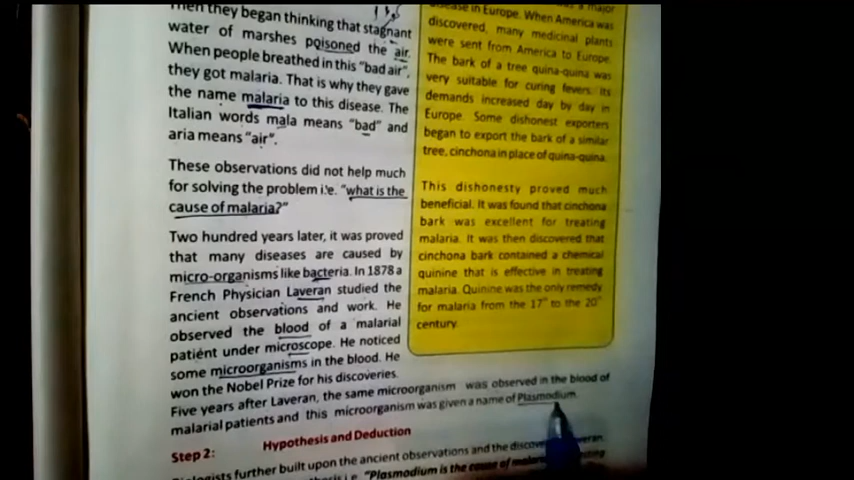 Then they began thinking that stagnant
water of marshes poisoned the air.
When people breathed in this "bad air",
they got malaria. That is why they gave
the name malaria to this disease. The
Italian words mala means "bad" and
aria means "air".
These observations did not help much
for solving the problem i.e. "what is the
cause of malaria?"
Two hundred years later, it was proved
that many diseases are caused by
micro-organisms like bacteria. In 1878 a
French Physician Laveran studied the
ancient observations and work. He
observed the blood of a malarial
patient under microscope. He noticed
some microorganisms in the blood. He
won the Nobel Prize for his discoveries.
Five years after Laveran, the same microorganism was observed in the blood of
malarial patients and this microorganism was given a name of Plasmodium.
Step 2: Hypothesis and Deduction
further built upon the ancient observations and the
i.e. "Plasmodium is the cause of
a major
disease in Europe. When America was
discovered, many medicinal plants
were sent from America to Europe.
The bark of a tree quina-quina was
very suitable for curing fevers. Its
demands increased day by day in
Europe. Some dishonest exporters
began to export the bark of a similar
tree, cinchona in place of quina-quina.
This dishonesty proved much
beneficial. It was found that cinchona
bark was excellent for treating
malaria. It was then discovered that
cinchona bark contained a chemical
quinine that is effective in treating
malaria. Quinine was the only remedy
for malaria from the 17th to the 20th
century.